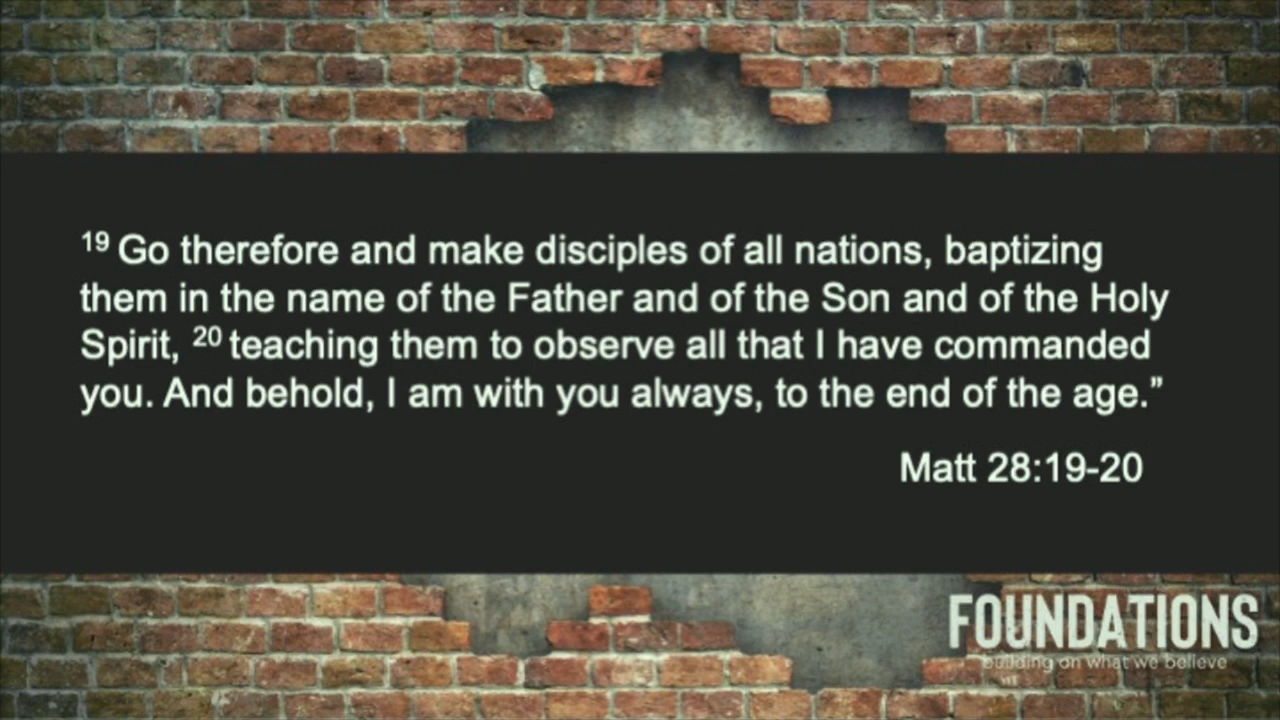 19 Go therefore and make disciples of all nations, baptizing
them in the name of the Father and of the Son and of the Holy
Spirit, 20 teaching them to observe all that I have commanded
you. And behold, I am with you always, to the end of the age.”
Matt 28:19-20
FOUNDATIONS
building on what we believe